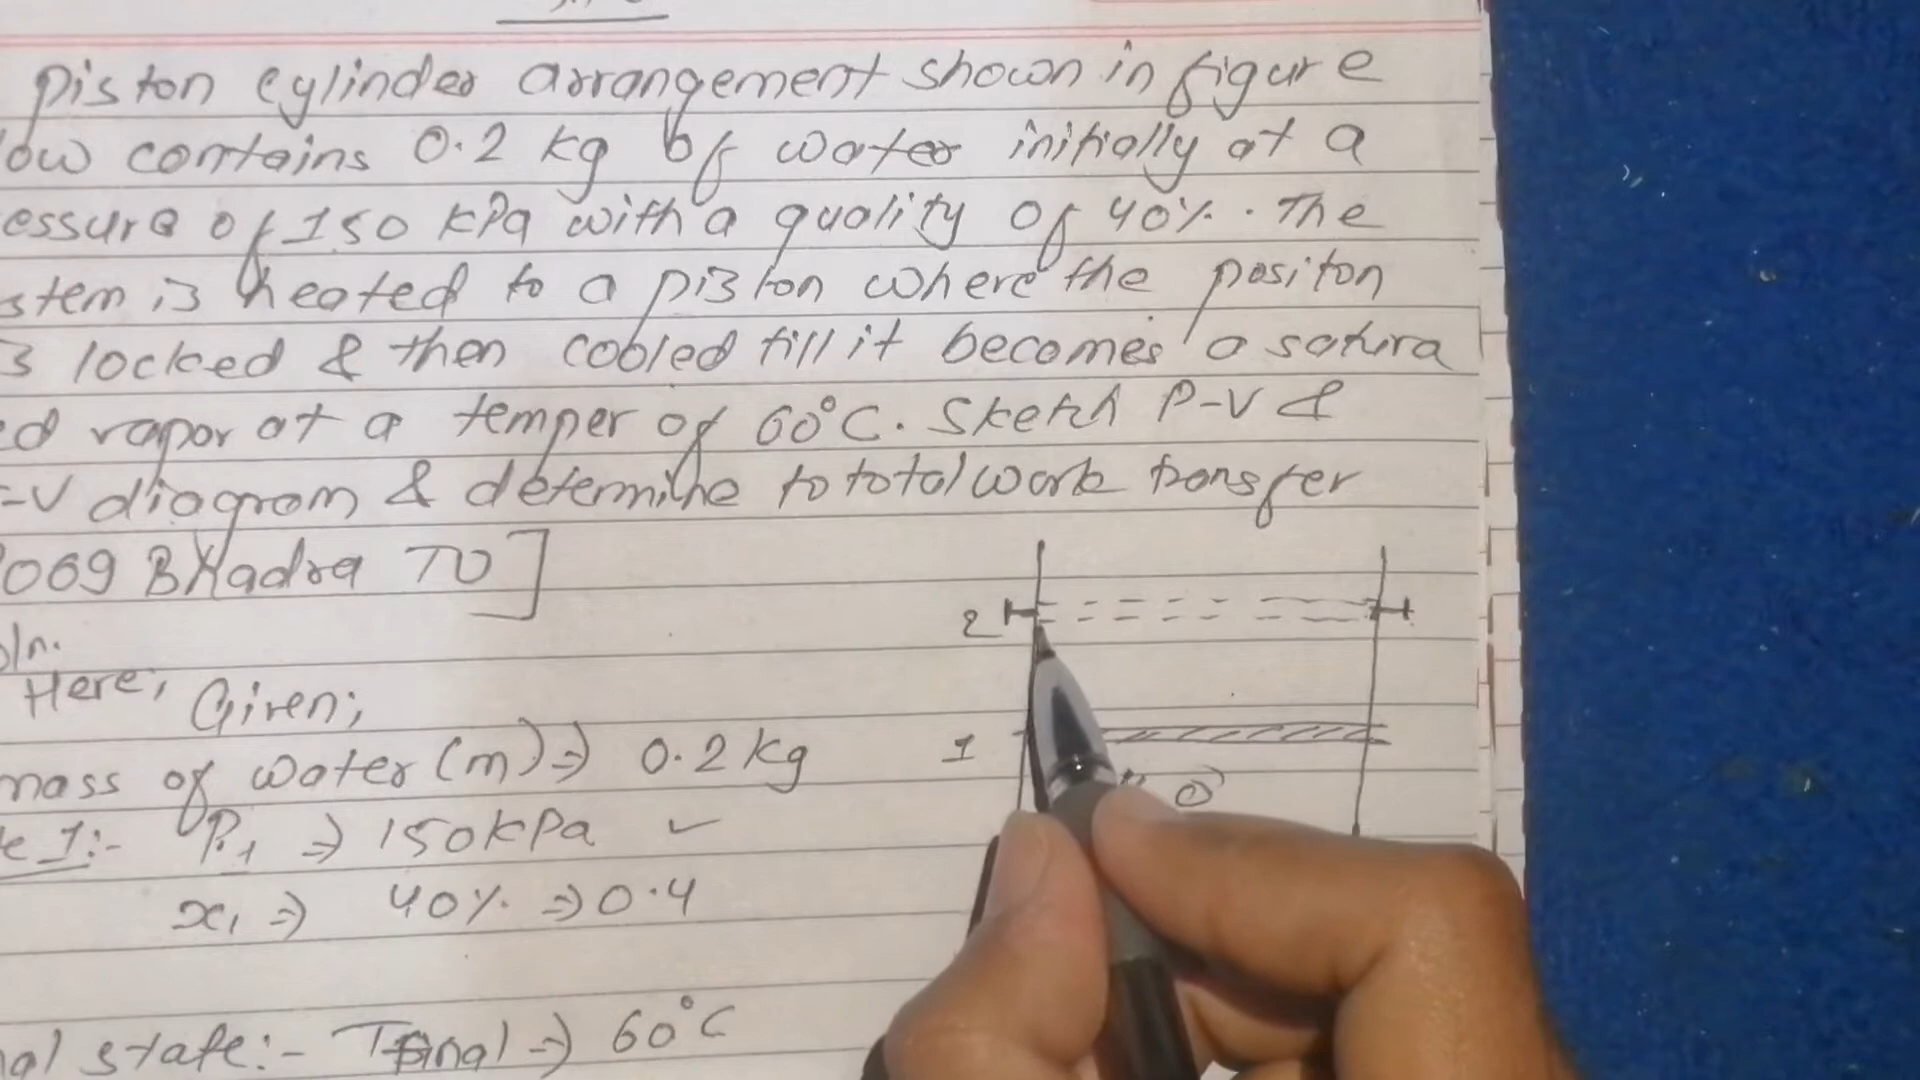 piston cylinder arrangement shown in figure
low contains 0.2 kg of water initially at a
essure of 150 kPa with a quality of 40%. The
stem is heated to a piston where the positon
is locked & then cooled till it becomes a satura
ed vapor at a temper of 60°C. Sketch P-V &
-V diagram & determine to total work transfer
2069 BHadra TU]
oln.
Here, Given;
mass of water (m) ⇒ 0.2 kg
e 1:- P1 ⇒ 150 kPa ✓
x1 ⇒ 40% ⇒ 0.4
nal state:- Tfinal ⇒ 60°C
2
1
Q